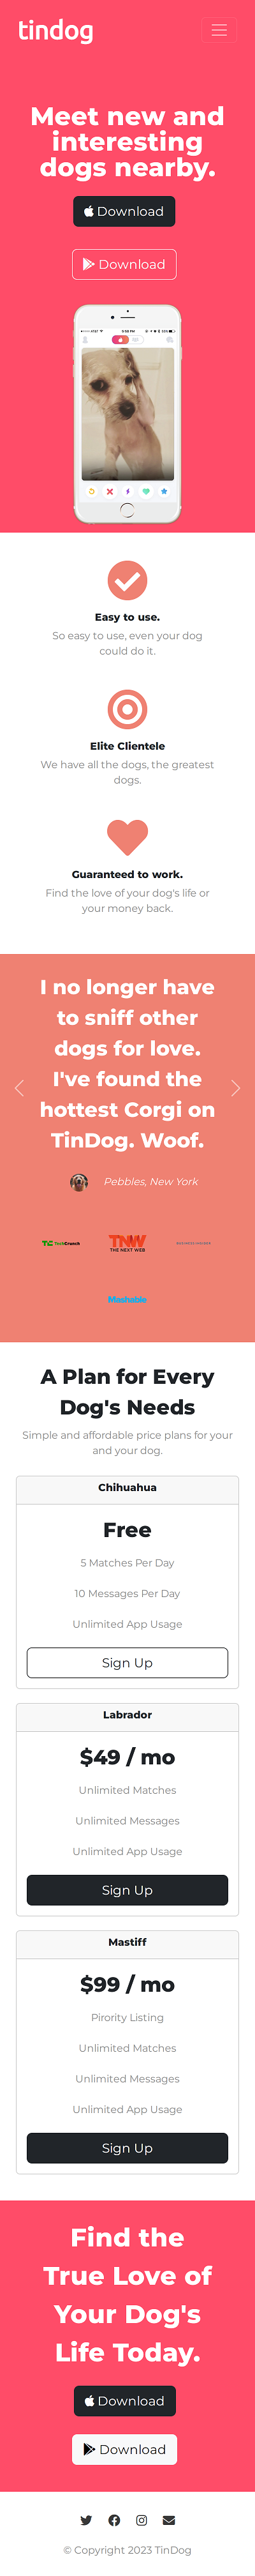 tindog
Meet new and
interesting
dogs nearby.
Download
Download
Easy to use.
So easy to use, even your dog
could do it.
Elite Clientele
We have all the dogs, the greatest
dogs.
Guaranteed to work.
Find the love of your dog's life or
your money back.
I no longer have
to sniff other
dogs for love.
I've found the
hottest Corgi on
TinDog. Woof.
Pebbles, New York
TC TechCrunch
TNW
THE NEXT WEB
BUSINESS INSIDER
Mashable
A Plan for Every
Dog's Needs
Simple and affordable price plans for your
and your dog.
Chihuahua
Free
5 Matches Per Day
10 Messages Per Day
Unlimited App Usage
Sign Up
Labrador
$49 / mo
Unlimited Matches
Unlimited Messages
Unlimited App Usage
Sign Up
Mastiff
$99 / mo
Pirority Listing
Unlimited Matches
Unlimited Messages
Unlimited App Usage
Sign Up
Find the
True Love of
Your Dog's
Life Today.
Download
Download
© Copyright 2023 TinDog